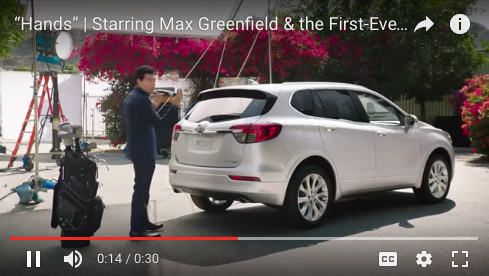 “Hands” | Starring Max Greenfield & the First-Eve...
0:14 / 0:30
CC